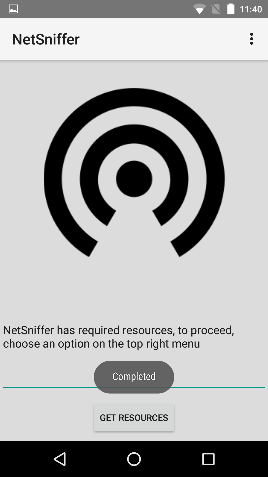 11:40
NetSniffer
NetSniffer has required resources, to proceed,
choose an option on the top right menu
Completed
GET RESOURCES